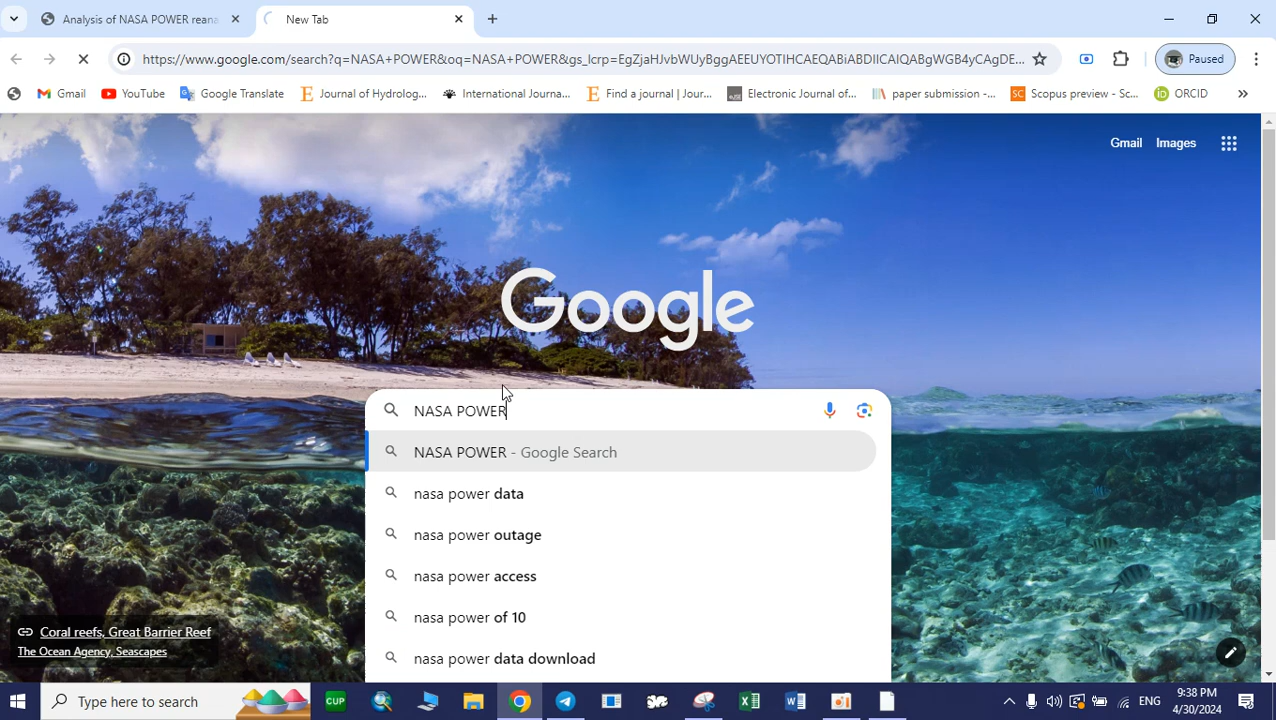 Analysis of NASA POWER reana
New Tab
https://www.google.com/search?q=NASA+POWER&oq=NASA+POWER&gs_lcrp=EgZjaHJvbWUyBggAEEUYOTIHCAEQABiABDIICAIQABgWGB4yCAgDE...
Paused
Gmail
YouTube
Google Translate
Journal of Hydrolog...
International Journa...
Find a journal | Jour...
Electronic Journal of...
paper submission -...
Scopus preview - Sc...
ORCID
Gmail Images
Google
NASA POWER
NASA POWER - Google Search
nasa power data
nasa power outage
nasa power access
nasa power of 10
nasa power data download
Coral reefs, Great Barrier Reef
The Ocean Agency, Seascapes
Type here to search
CUP
ENG
9:38 PM
4/30/2024